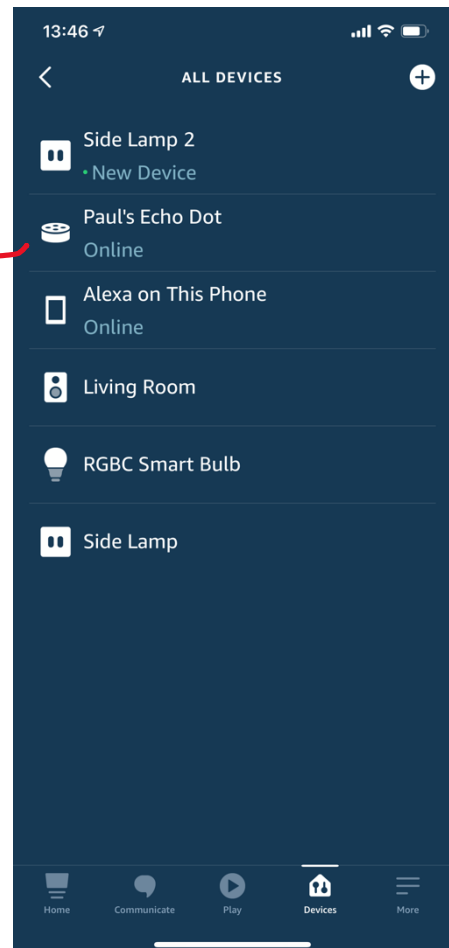 13:46
ALL DEVICES
Side Lamp 2
New Device
Paul's Echo Dot
Online
Alexa on This Phone
Online
Living Room
RGBC Smart Bulb
Side Lamp
Home Communicate Play Devices More